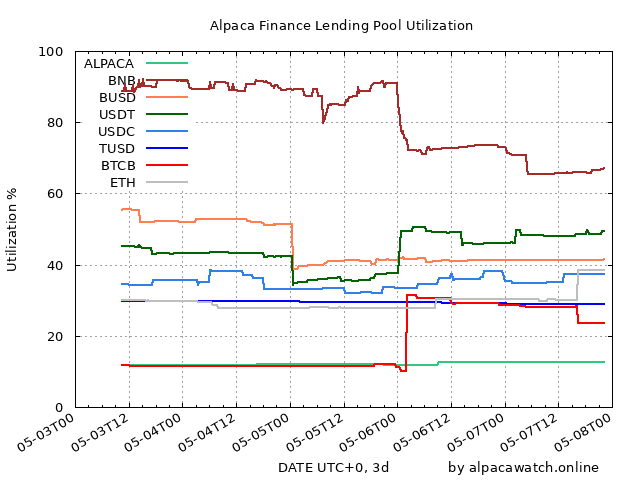 Alpaca Finance Lending Pool Utilization
100
80
60
40
20
0
Utilization %
ALPACA
BNB
BUSD
USDT
USDC
TUSD
BTCB
ETH
05-03T00
05-03T12
05-04T00
05-04T12
05-05T00
05-05T12
05-06T00
05-06T12
05-07T00
05-07T12
05-08T00
DATE UTC+0, 3d
by alpacawatch.online